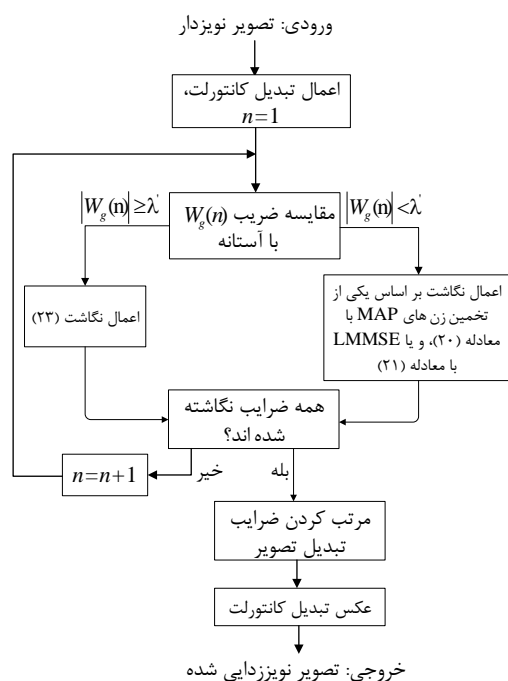 ورودی: تصویر نویزدار
اعمال تبدیل کانتورلت،
n=1
مقایسه ضریب W_g(n)
با آستانه
|W_g(n)| ≥ λ'
|W_g(n)| < λ'
اعمال نگاشت (۲۳)
اعمال نگاشت بر اساس یکی از
تخمین زن های MAP با
معادله (۲۰)، و یا LMMSE
با معادله (۲۱)
همه ضرایب نگاشته
شده اند؟
خیر
بله
n=n+1
مرتب کردن ضرایب
تبدیل تصویر
عکس تبدیل کانتورلت
خروجی: تصویر نویززدایی شده